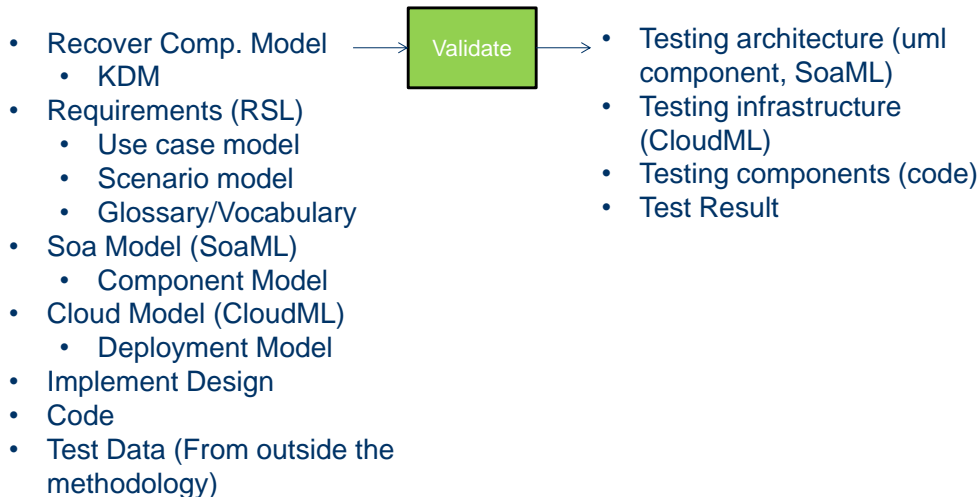 • Recover Comp. Model
• KDM
• Requirements (RSL)
• Use case model
• Scenario model
• Glossary/Vocabulary
• Soa Model (SoaML)
• Component Model
• Cloud Model (CloudML)
• Deployment Model
• Implement Design
• Code
• Test Data (From outside the
methodology)
Validate
• Testing architecture (uml
component, SoaML)
• Testing infrastructure
(CloudML)
• Testing components (code)
• Test Result